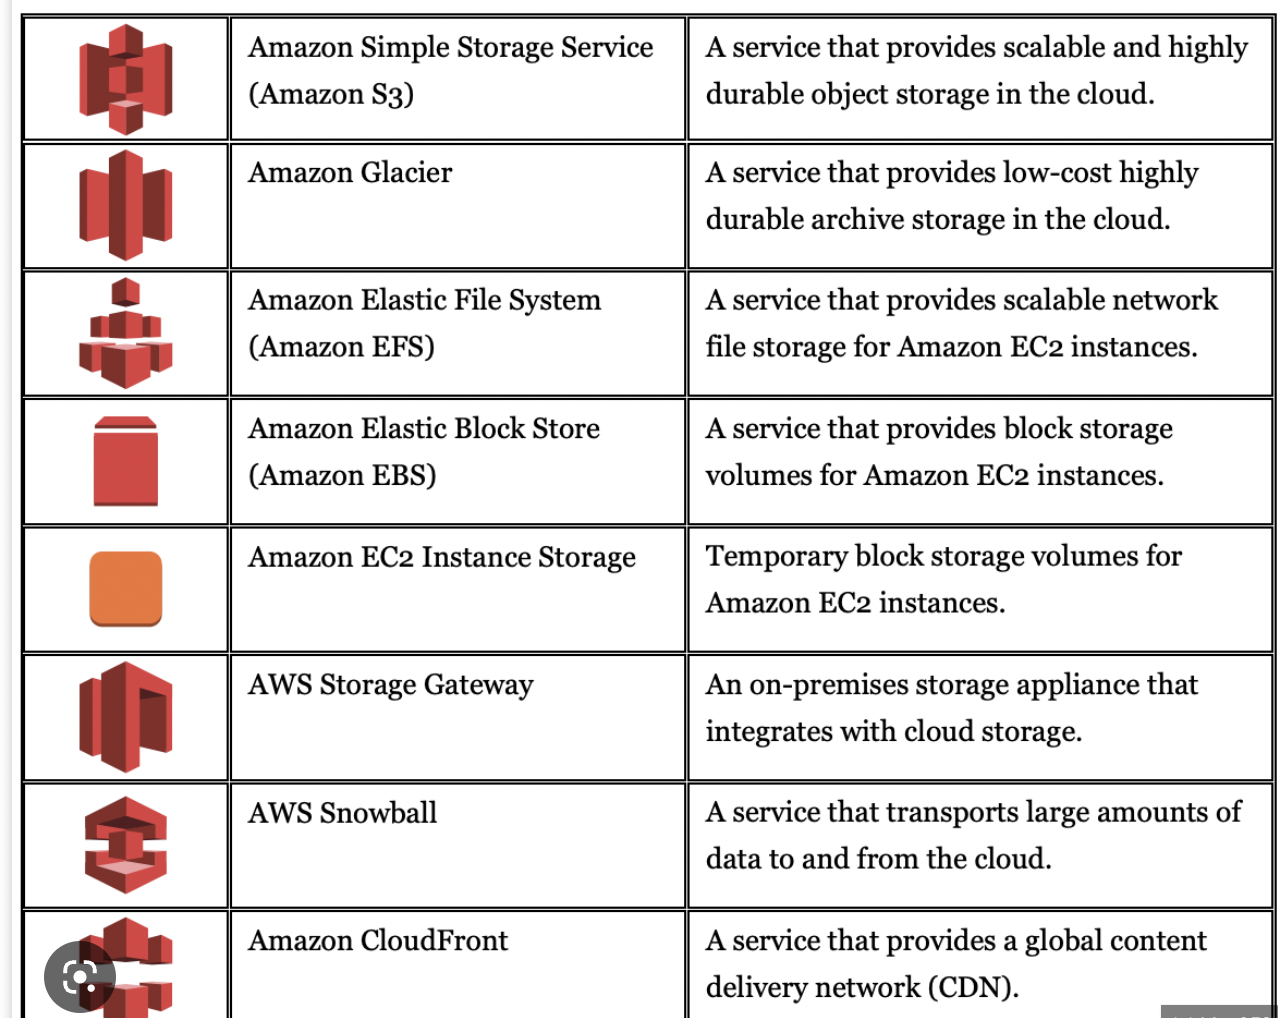 Amazon Simple Storage Service
(Amazon S3)
A service that provides scalable and highly
durable object storage in the cloud.
Amazon Glacier
A service that provides low-cost highly
durable archive storage in the cloud.
Amazon Elastic File System
(Amazon EFS)
A service that provides scalable network
file storage for Amazon EC2 instances.
Amazon Elastic Block Store
(Amazon EBS)
A service that provides block storage
volumes for Amazon EC2 instances.
Amazon EC2 Instance Storage
Temporary block storage volumes for
Amazon EC2 instances.
AWS Storage Gateway
An on-premises storage appliance that
integrates with cloud storage.
AWS Snowball
A service that transports large amounts of
data to and from the cloud.
Amazon CloudFront
A service that provides a global content
delivery network (CDN).